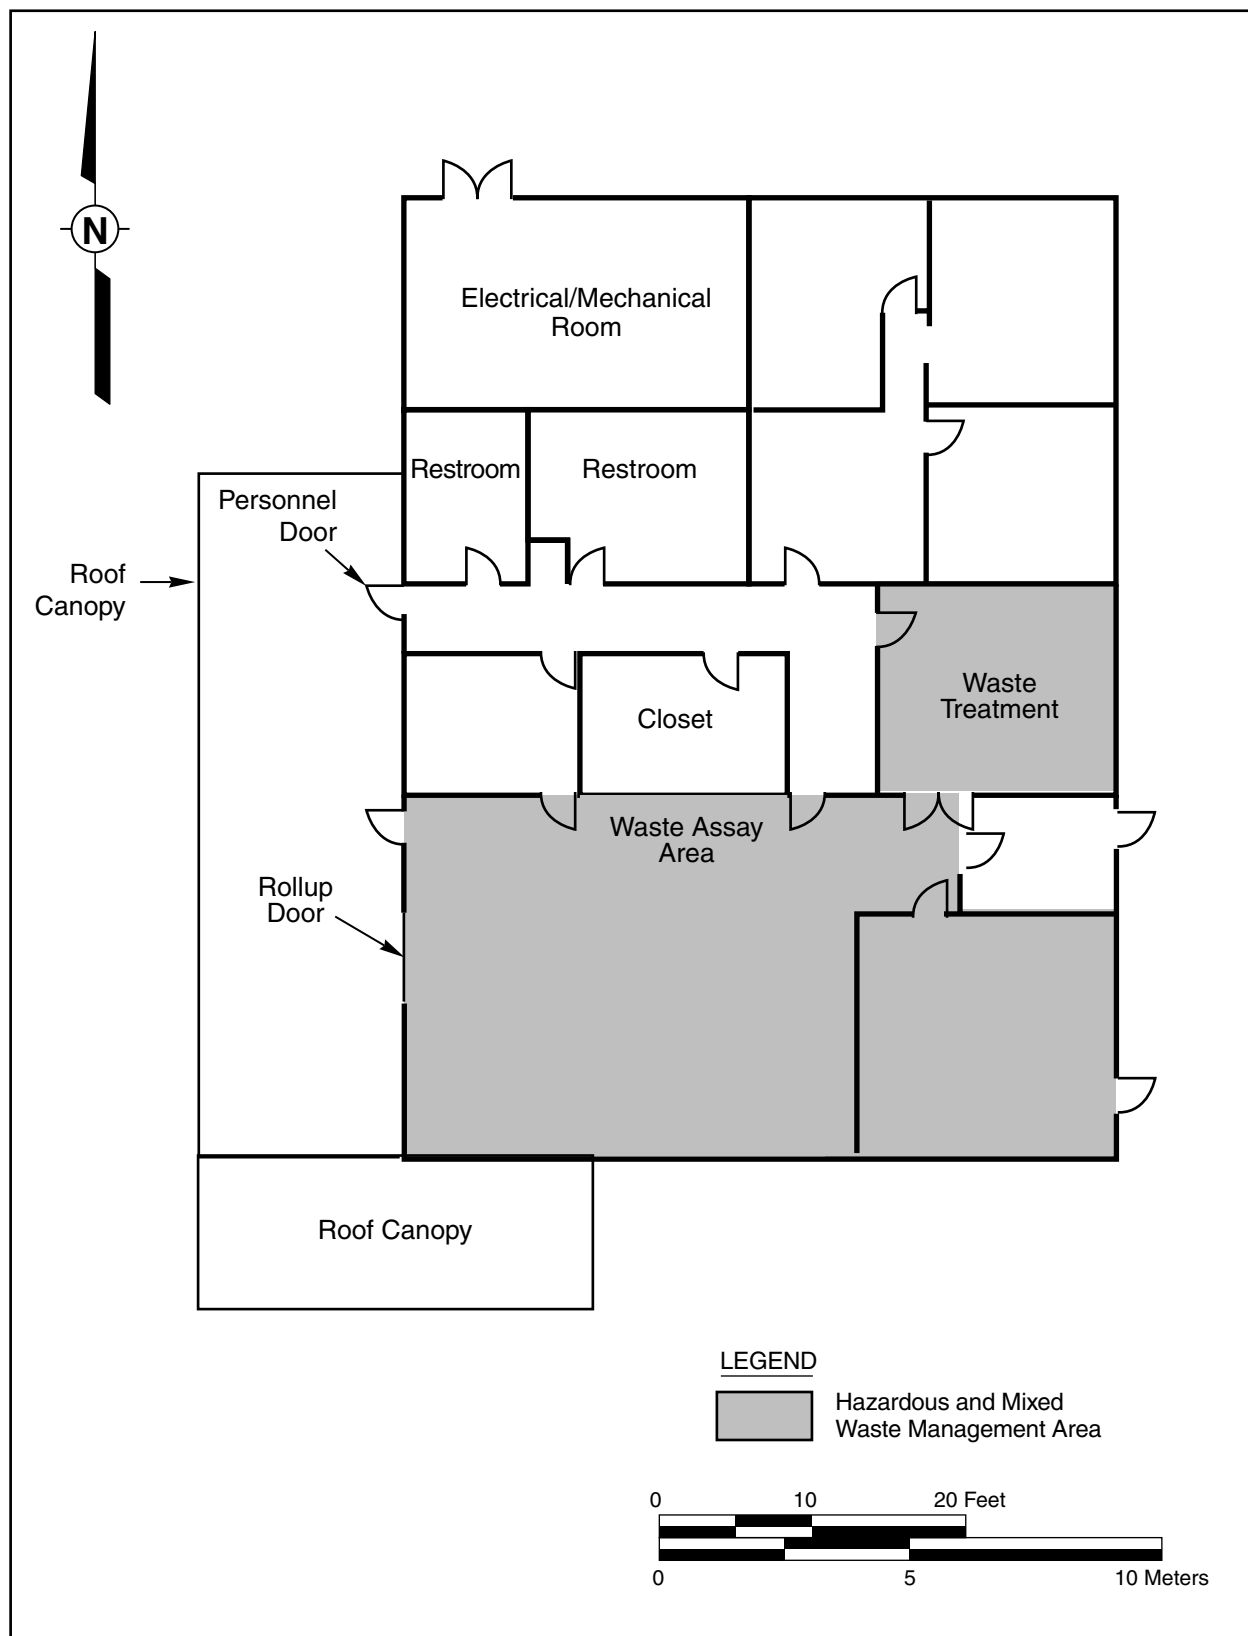 N
Electrical/Mechanical
Room
Restroom
Restroom
Personnel
Door
Roof
Canopy
Waste
Treatment
Closet
Waste Assay
Area
Rollup
Door
Roof Canopy
LEGEND
Hazardous and Mixed
Waste Management Area
0 10 20 Feet
0 5 10 Meters